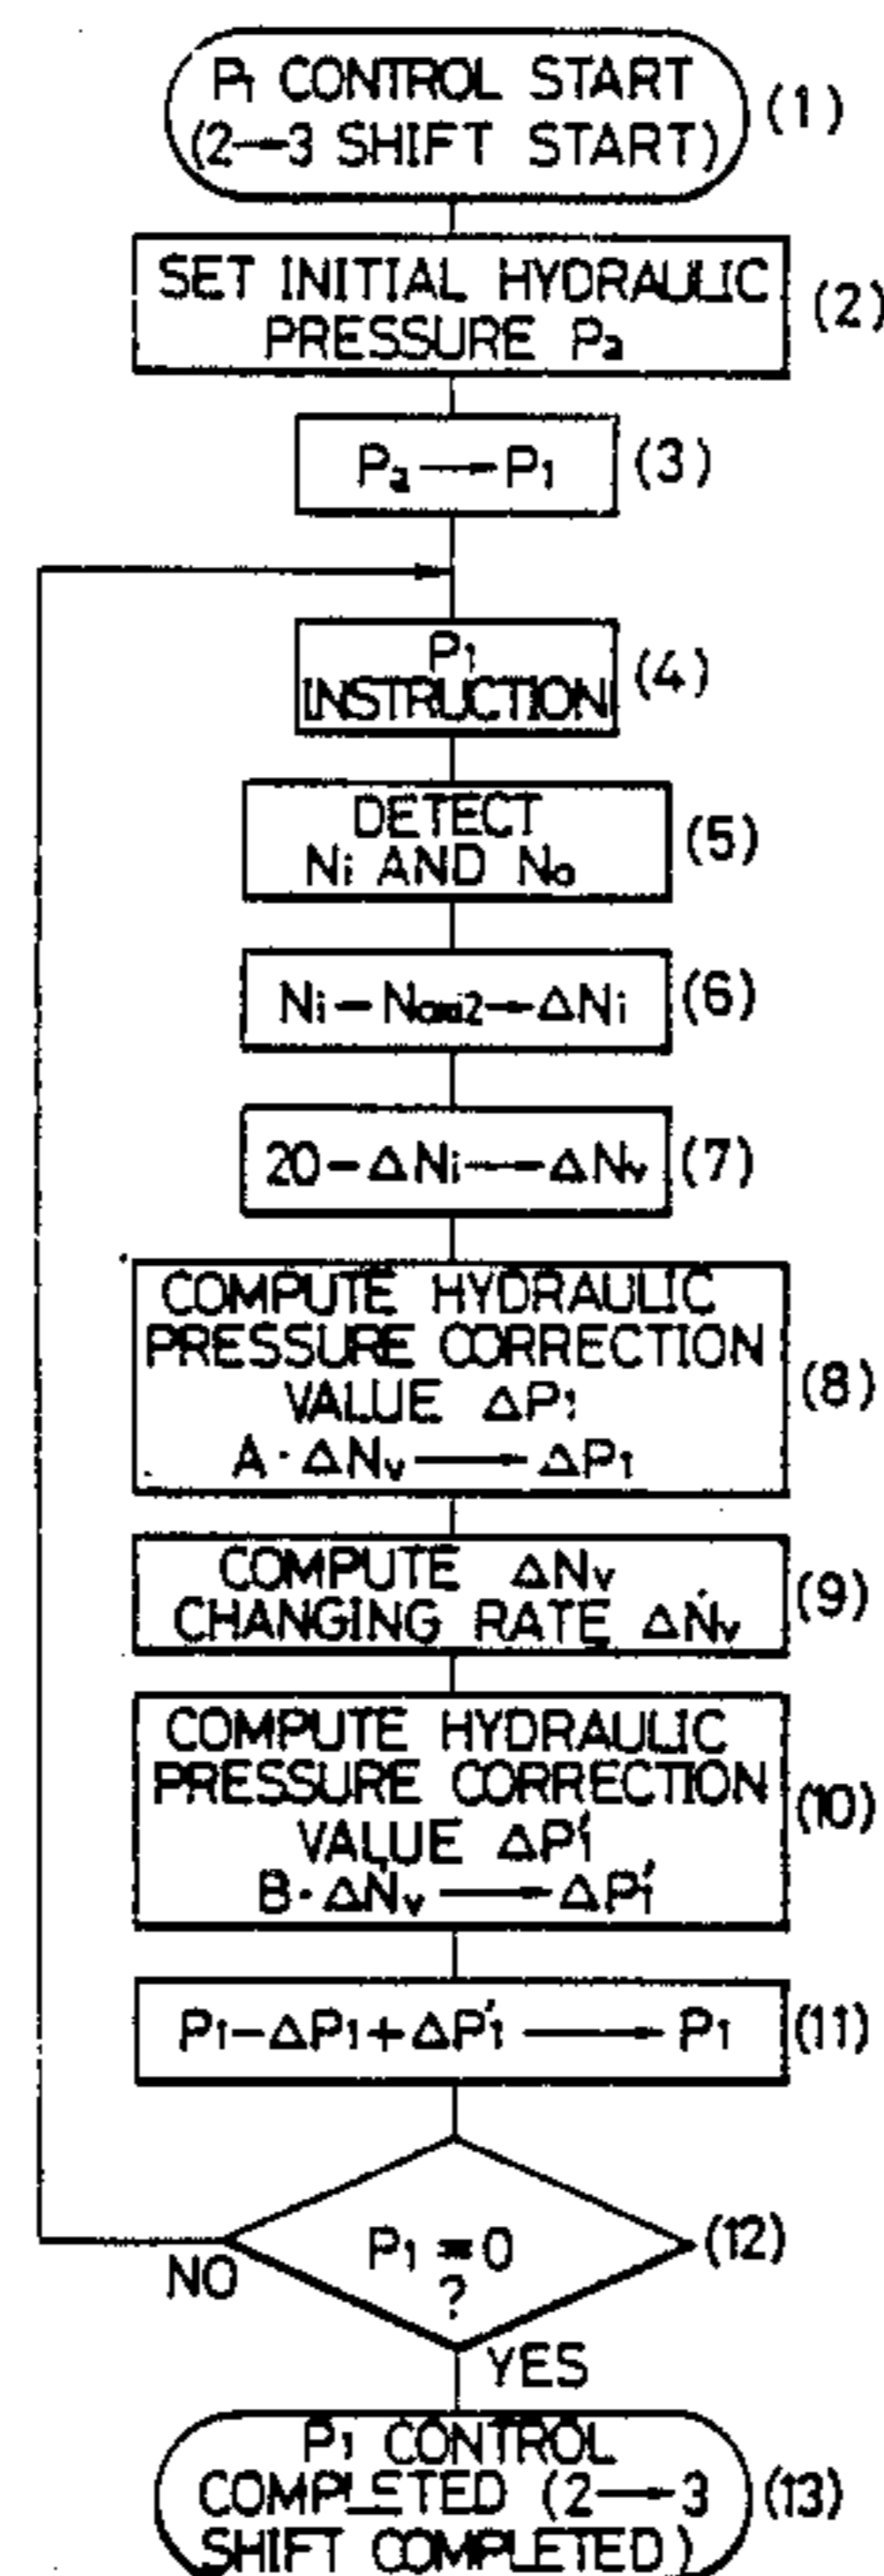 P1 CONTROL START
(2→3 SHIFT START)
(1)
SET INITIAL HYDRAULIC
PRESSURE Pa
(2)
Pa → P1
(3)
P1
INSTRUCTION
(4)
DETECT
Ni AND No
(5)
Ni − Noxi2 → ΔNi
(6)
20 − ΔNi → ΔNv
(7)
COMPUTE HYDRAULIC
PRESSURE CORRECTION
VALUE ΔP1
A · ΔNv → ΔP1
(8)
COMPUTE ΔNv
CHANGING RATE ΔṄv
(9)
COMPUTE HYDRAULIC
PRESSURE CORRECTION
VALUE ΔP1'
B · ΔṄv → ΔP1'
(10)
P1 − ΔP1 + ΔP1' → P1
(11)
P1 = 0
?
(12)
NO
YES
P1 CONTROL
COMPLETED (2→3
SHIFT COMPLETED)
(13)